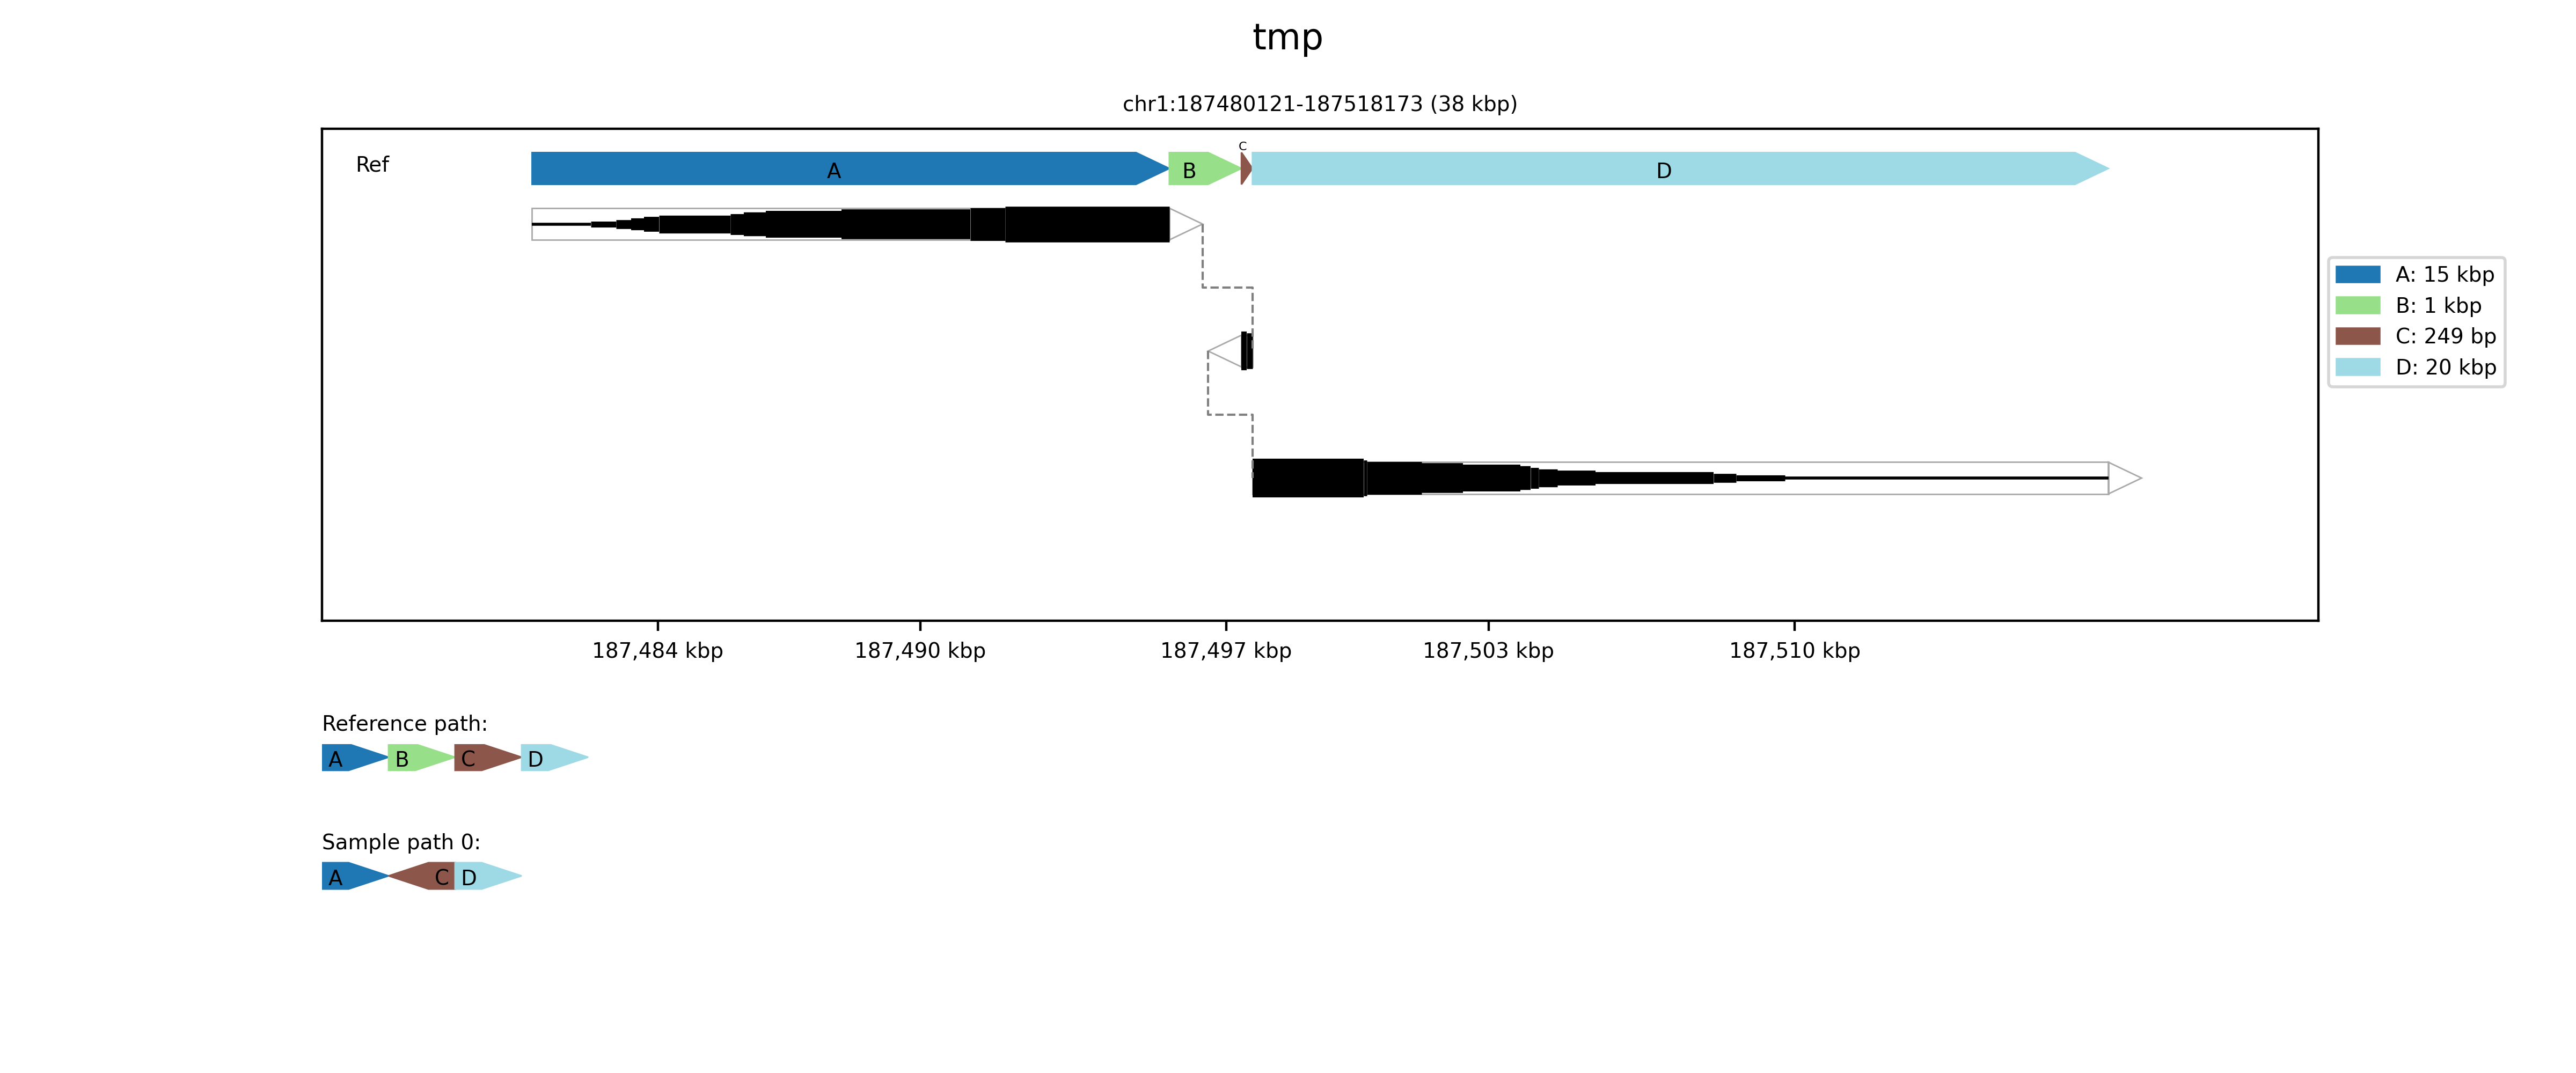 tmp
chr1:187480121-187518173 (38 kbp)
Ref
A
B
C
D
A: 15 kbp
B: 1 kbp
C: 249 bp
D: 20 kbp
187,484 kbp
187,490 kbp
187,497 kbp
187,503 kbp
187,510 kbp
Reference path:
A B C D
Sample path 0:
A C D